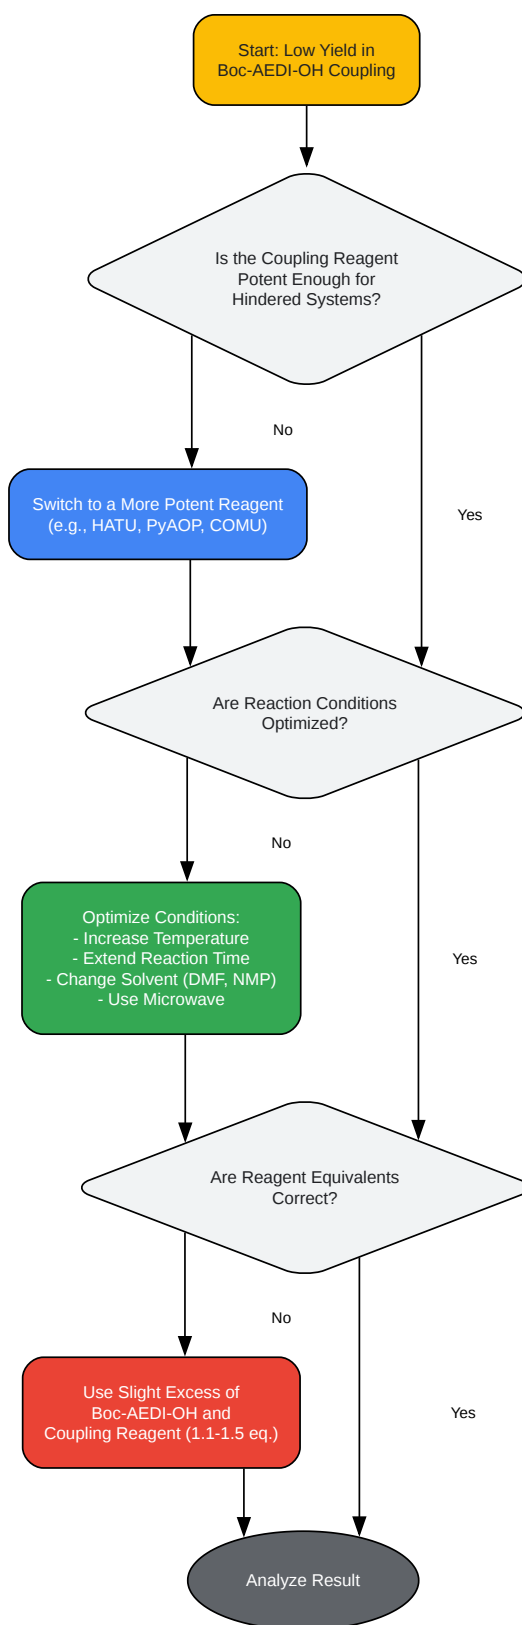 Start: Low Yield in
Boc-AEDI-OH Coupling
Is the Coupling Reagent
Potent Enough for
Hindered Systems?
No
Switch to a More Potent Reagent
(e.g., HATU, PyAOP, COMU)
Yes
Are Reaction Conditions
Optimized?
No
Optimize Conditions:
- Increase Temperature
- Extend Reaction Time
- Change Solvent (DMF, NMP)
- Use Microwave
Yes
Are Reagent Equivalents
Correct?
No
Use Slight Excess of
Boc-AEDI-OH and
Coupling Reagent (1.1-1.5 eq.)
Yes
Analyze Result